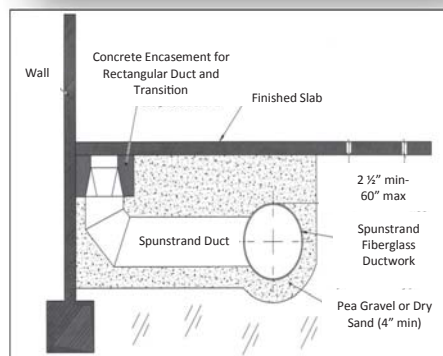 Concrete Encasement for
Rectangular Duct and
Transition
Wall
Finished Slab
2 ½” min-
60” max
Spunstrand Duct
Spunstrand
Fiberglass
Ductwork
Pea Gravel or Dry
Sand (4” min)